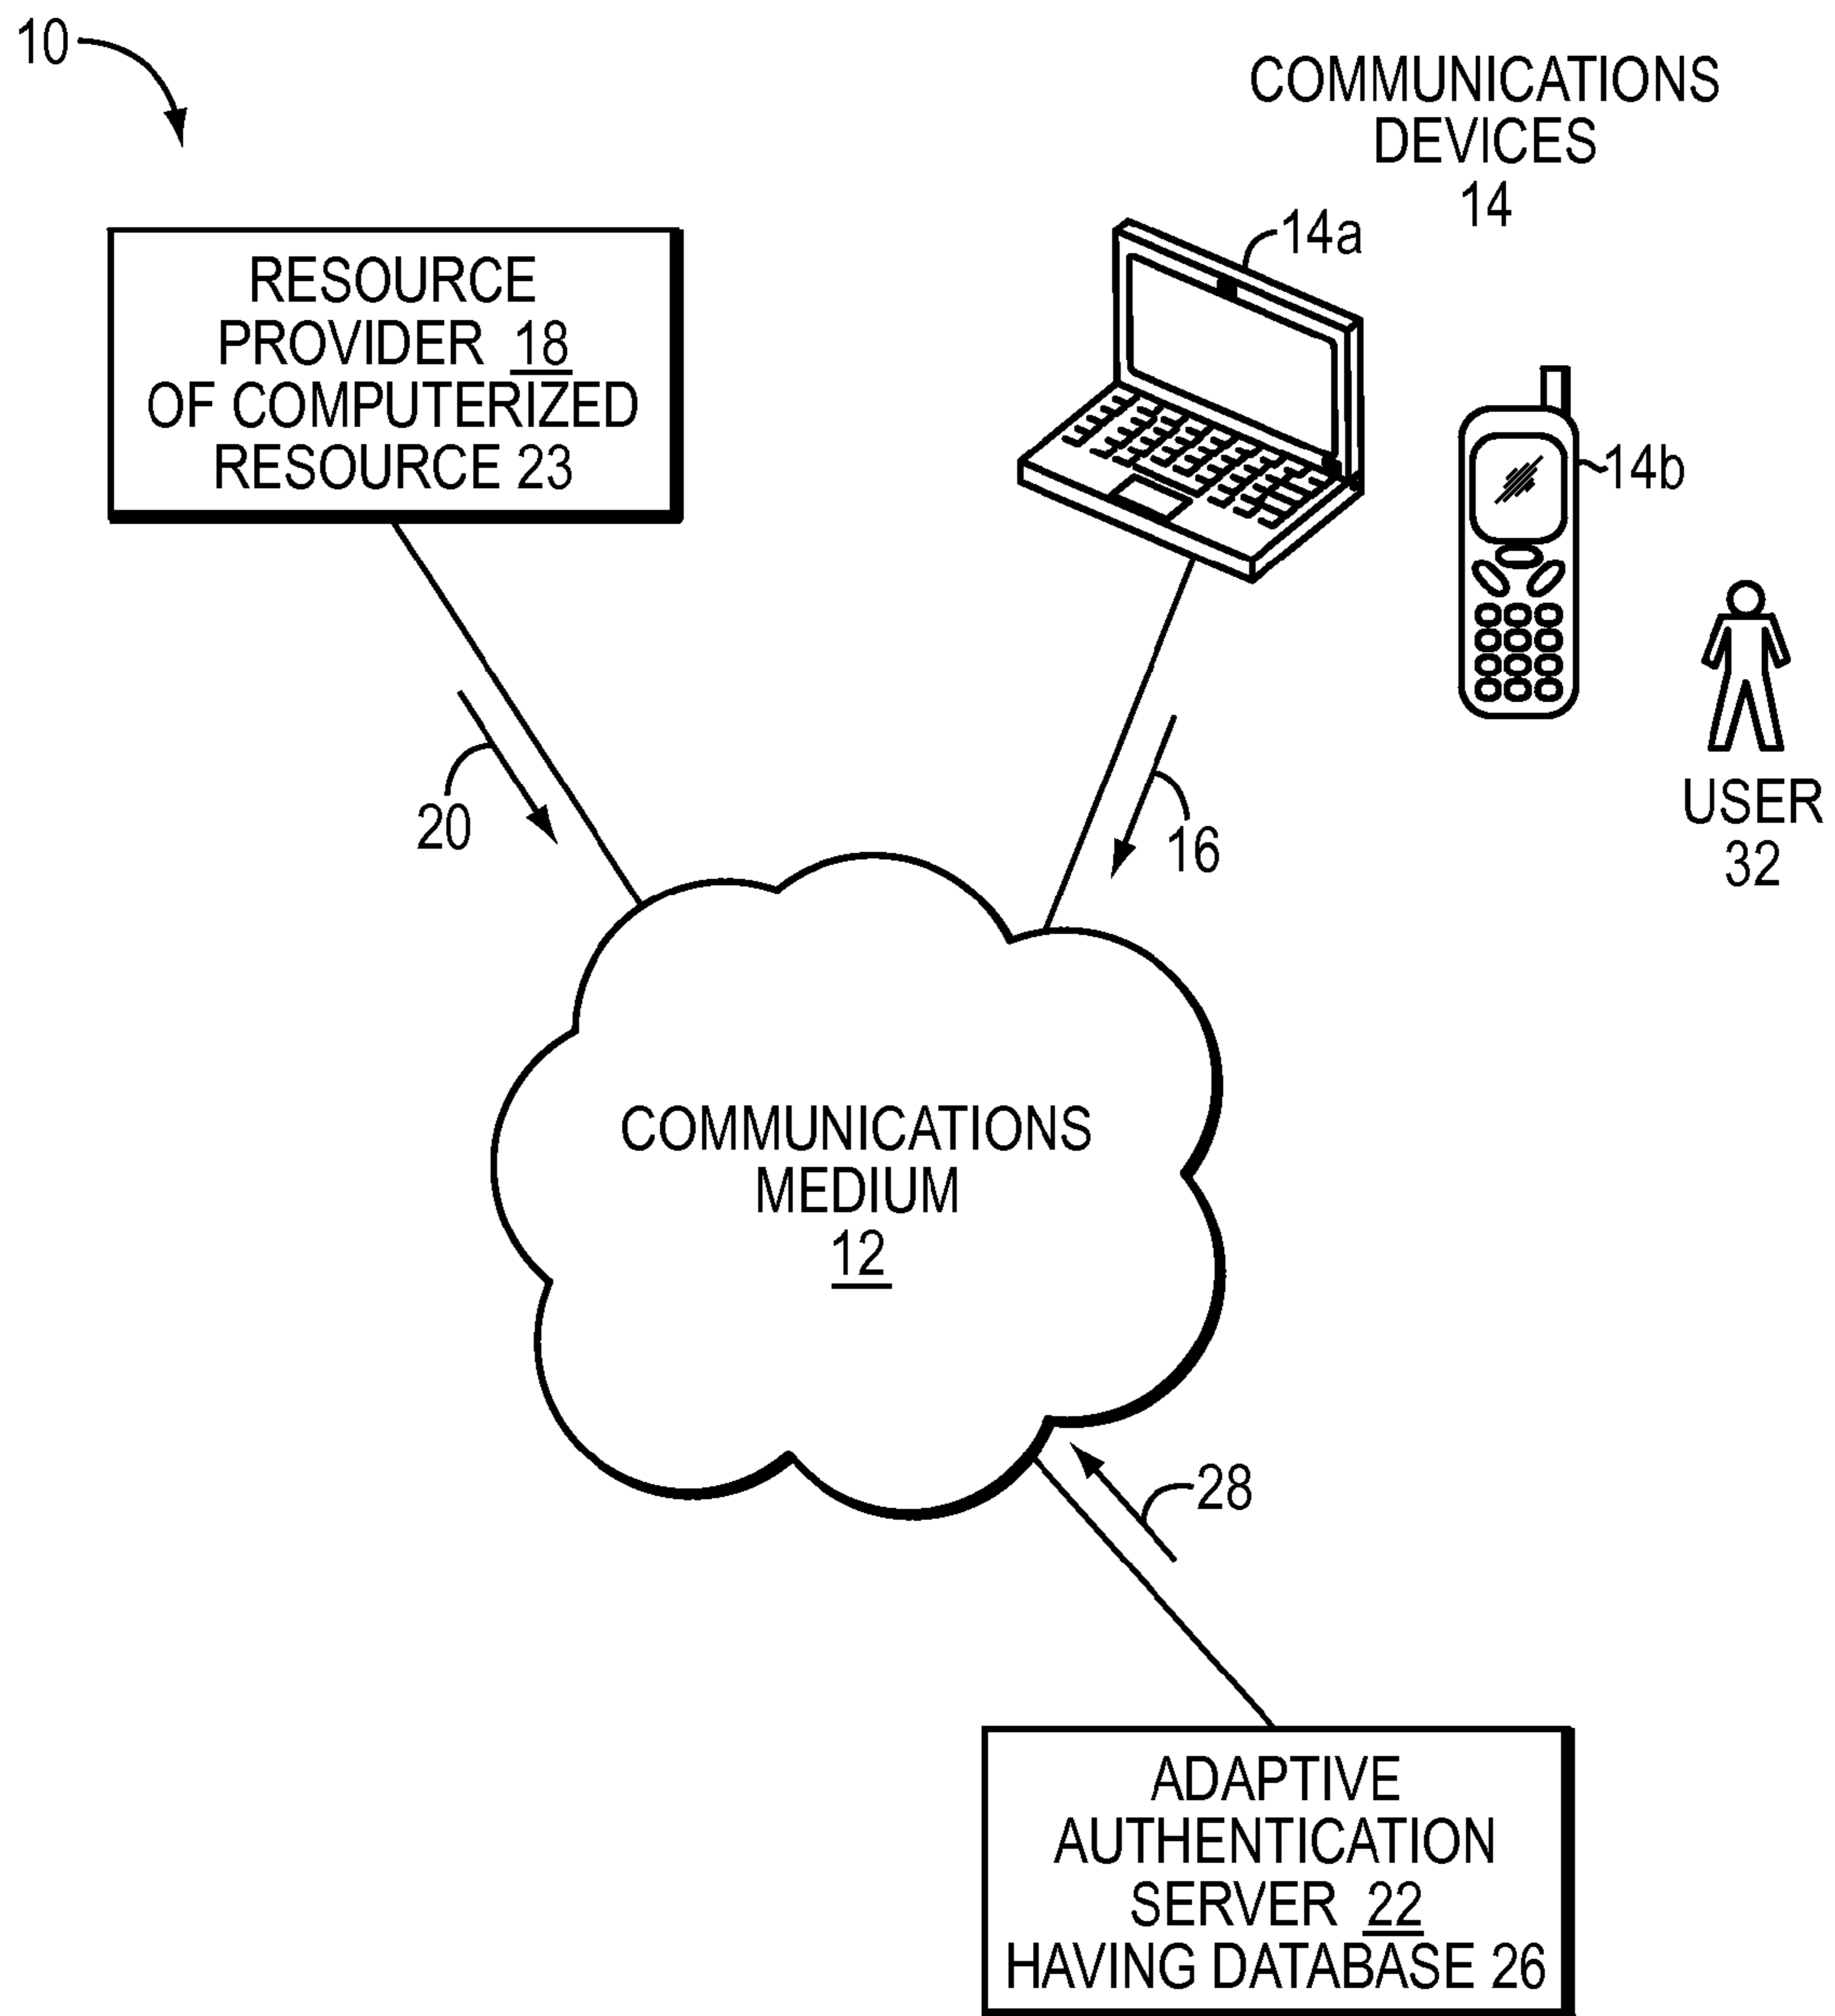 10
COMMUNICATIONS
DEVICES
14
14a
RESOURCE
PROVIDER 18
OF COMPUTERIZED
RESOURCE 23
14b
20
16
USER
32
COMMUNICATIONS
MEDIUM
12
28
ADAPTIVE
AUTHENTICATION
SERVER 22
HAVING DATABASE 26